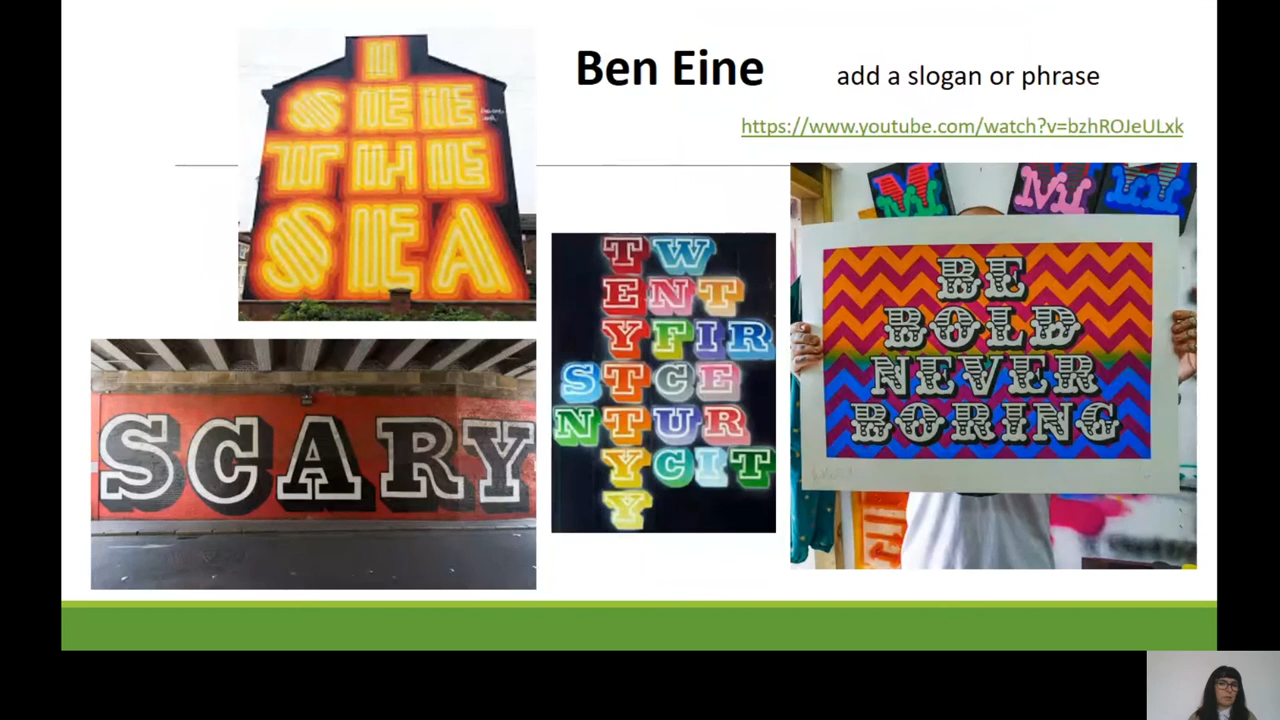 Ben Eine
add a slogan or phrase
https://www.youtube.com/watch?v=bzhROJeULxk
I
SEE
THE
SEA
SCARY
TW
ENT
YFIR
STCE
NTUR
YCIT
Y
BE
BOLD
NEVER
BORING